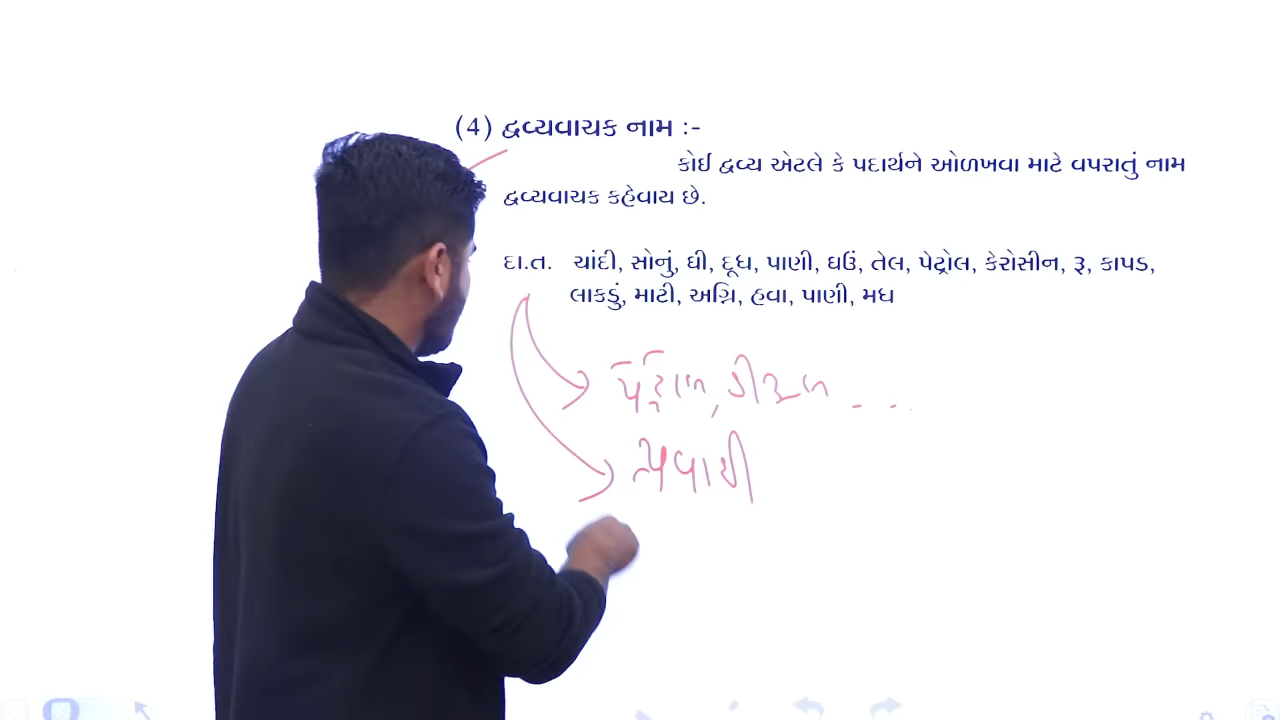 (4) દ્રવ્યવાચક નામ :-
કોઈ દ્રવ્ય એટલે કે પદાર્થને ઓળખવા માટે વપરાતું નામ
દ્રવ્યવાચક કહેવાય છે.
દા.ત. ચાંદી, સોનું, ઘી, દૂધ, પાણી, ઘઉં, તેલ, પેટ્રોલ, કેરોસીન, રૂ, કાપડ,
લાકડું, માટી, અગ્નિ, હવા, પાણી, મધ
પેટ્રોલ, ડીઝલ